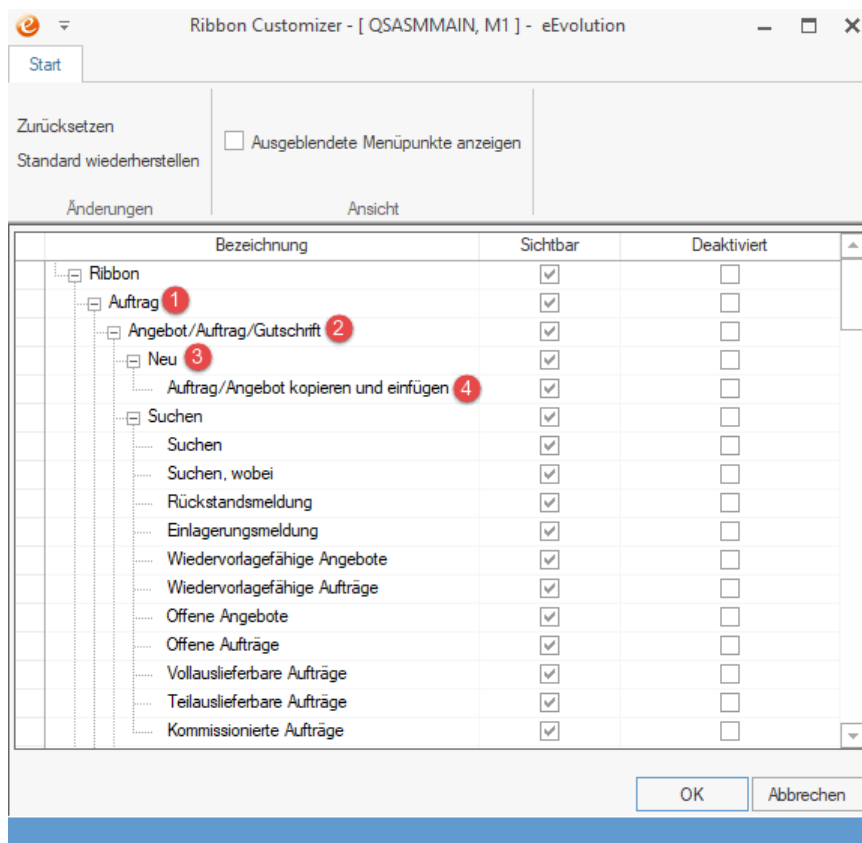 Ribbon Customizer - [ QSASMMAIN, M1 ] - eEvolution
Start
Zurücksetzen
Standard wiederherstellen
Ausgeblendete Menüpunkte anzeigen
Änderungen Ansicht
Bezeichnung Sichtbar Deaktiviert
Ribbon
Auftrag 1
Angebot/Auftrag/Gutschrift 2
Neu 3
Auftrag/Angebot kopieren und einfügen 4
Suchen
Suchen
Suchen, wobei
Rückstandsmeldung
Einlagerungsmeldung
Wiedervorlagefähige Angebote
Wiedervorlagefähige Aufträge
Offene Angebote
Offene Aufträge
Vollauslieferbare Aufträge
Teilauslieferbare Aufträge
Kommissionierte Aufträge
OK Abbrechen